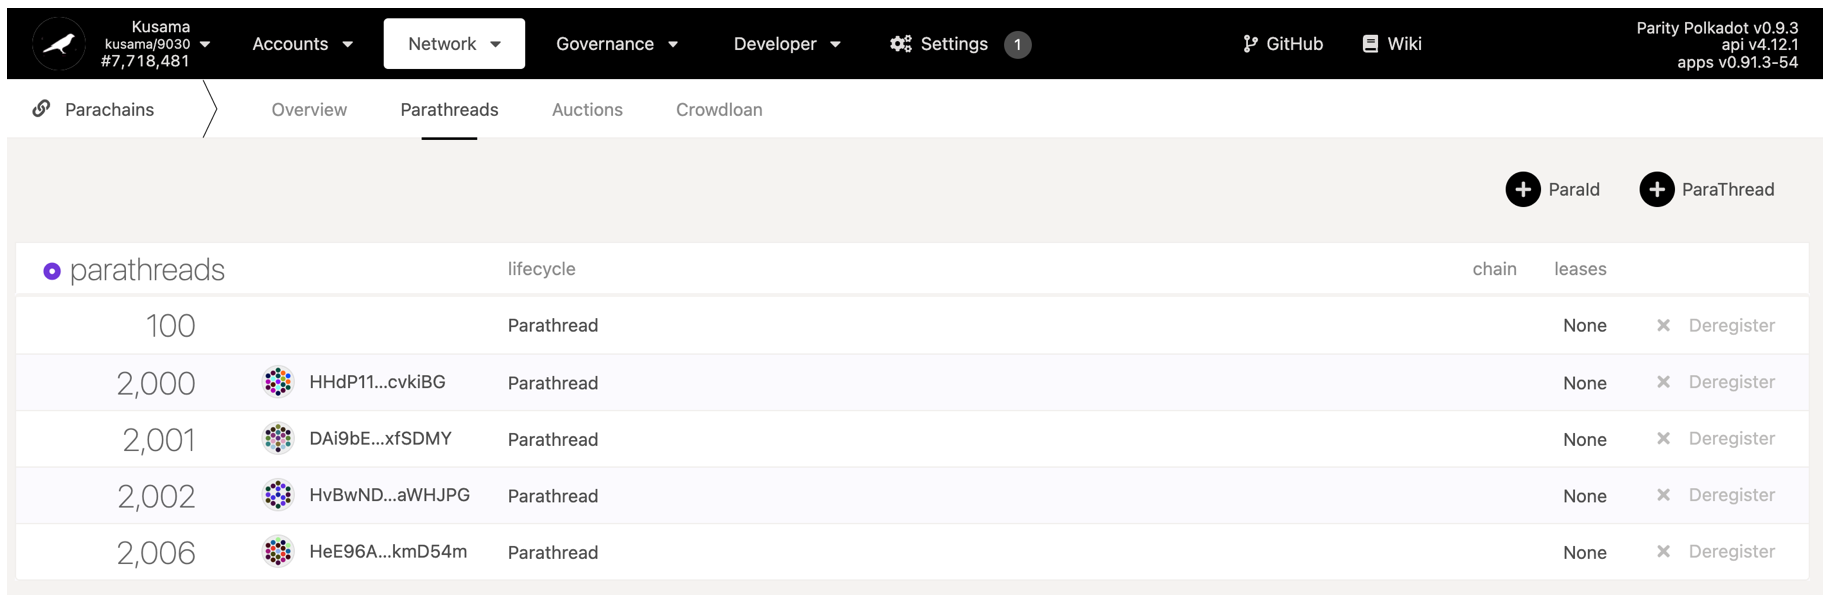 Kusama
kusama/9030
#7,718,481
Accounts
Network
Governance
Developer
Settings 1
GitHub
Wiki
Parity Polkadot v0.9.3
api v4.12.1
apps v0.91.3-54
Parachains
Overview
Parathreads
Auctions
Crowdloan
ParaId
ParaThread
parathreads lifecycle chain leases
100 Parathread None Deregister
2,000 HHdP11...cvkiBG Parathread None Deregister
2,001 DAi9bE...xfSDMY Parathread None Deregister
2,002 HvBwND...aWHJPG Parathread None Deregister
2,006 HeE96A...kmD54m Parathread None Deregister